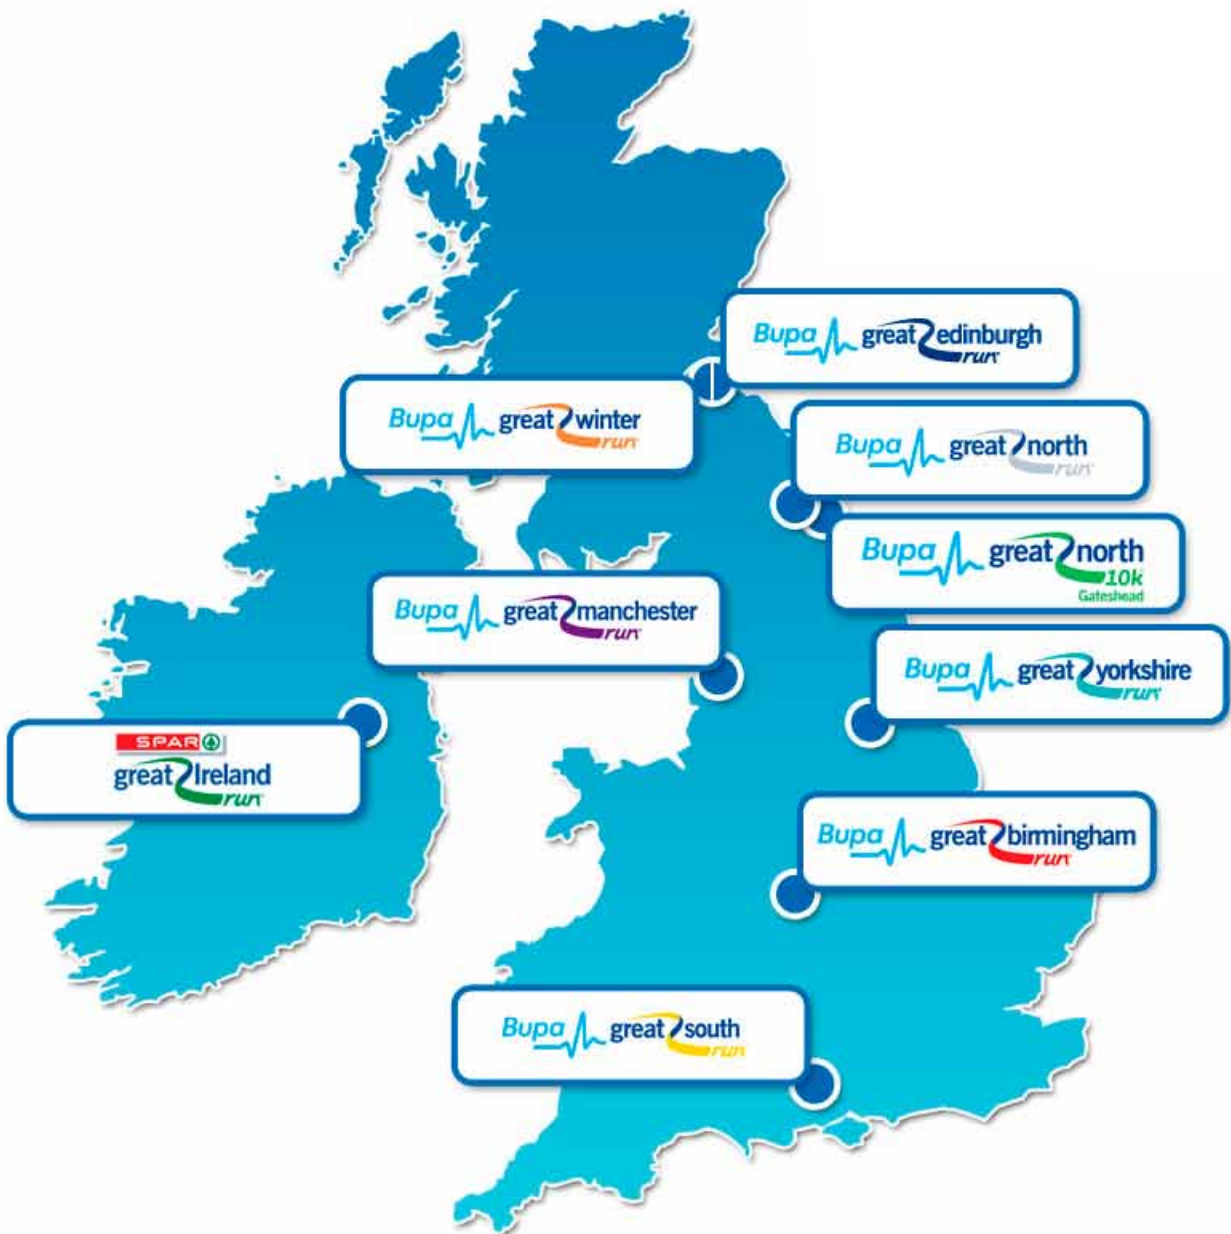 Bupa great edinburgh
run
Bupa great winter
run
Bupa great north
run
Bupa great north
10k
Gateshead
Bupa great manchester
run
Bupa great yorkshire
run
SPAR
great Ireland
run
Bupa great birmingham
run
Bupa great south
run